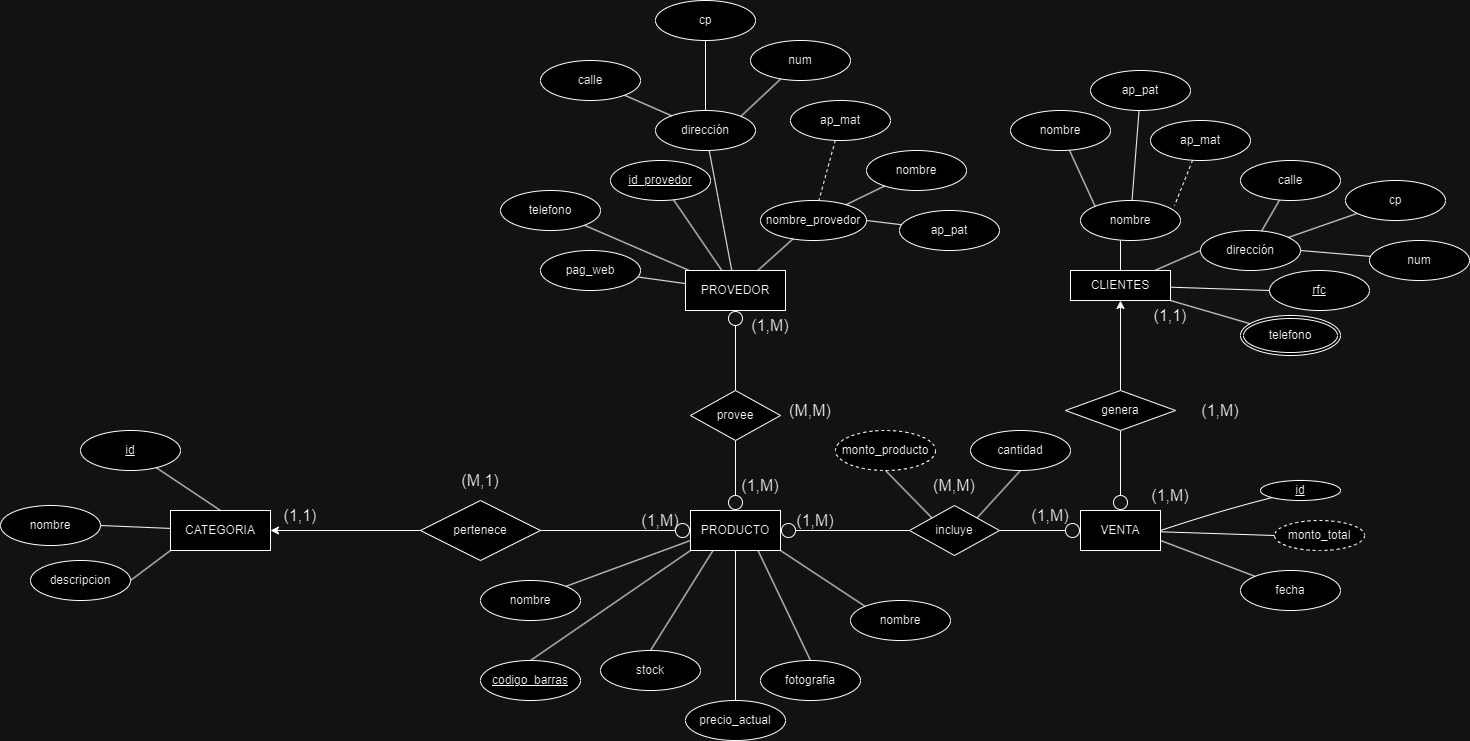 cp
num
calle
dirección
ap_mat
nombre
nombre_provedor
ap_pat
id_provedor
telefono
pag_web
PROVEDOR
(1,M)
provee
(M,M)
(1,M)
ap_pat
nombre
ap_mat
nombre
calle
cp
dirección
num
CLIENTES
rfc
(1,1)
telefono
genera
(1,M)
(1,M)
id
nombre
CATEGORIA
descripcion
(1,1)
(M,1)
pertenece
(1,M)
PRODUCTO
(1,M)
monto_producto
cantidad
(M,M)
incluye
(1,M)
VENTA
id
monto_total
fecha
nombre
codigo_barras
stock
precio_actual
fotografia
nombre